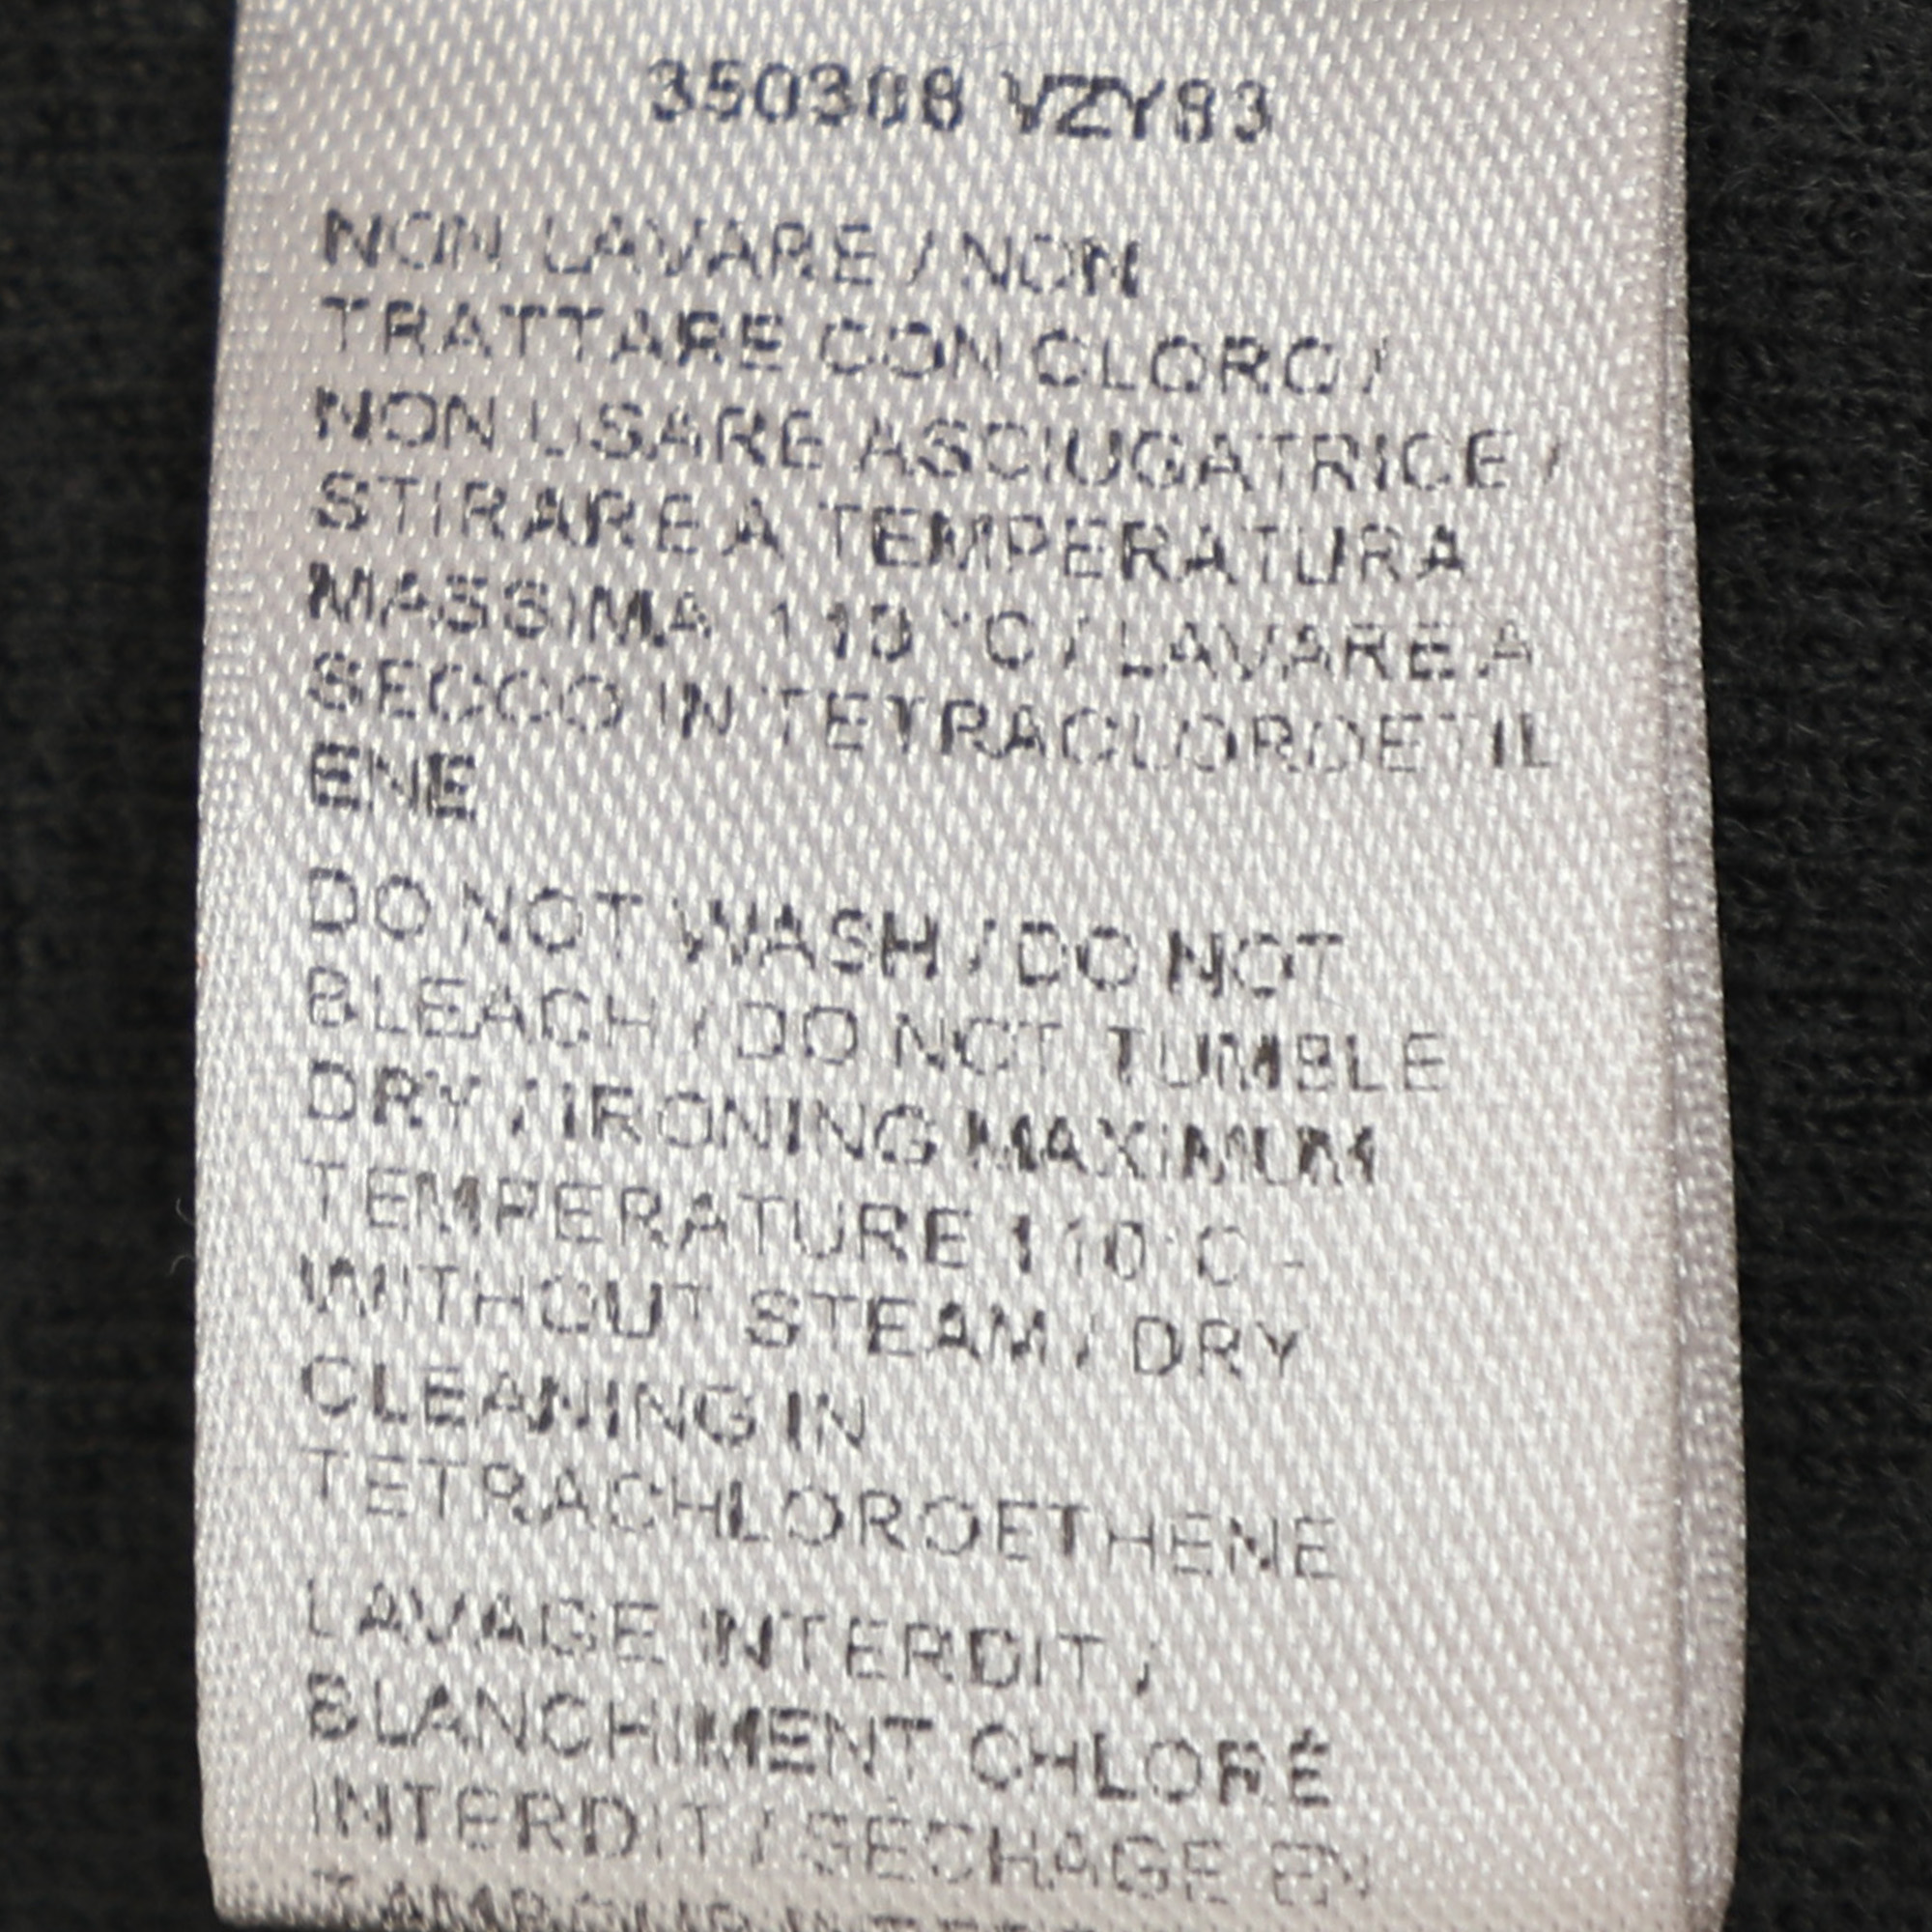 350308 VZY83
NON LAVARE / NON
TRATTARE CON CLORO /
NON USARE ASCIUGATRICE /
STIRARE A TEMPERATURA
MASSIMA 110 °C / LAVARE A
SECCO IN TETRACLOROETIL
ENE
DO NOT WASH / DO NOT
BLEACH / DO NOT TUMBLE
DRY / IRONING MAXIMUM
TEMPERATURE 110°C -
WITHOUT STEAM / DRY
CLEANING IN
TETRACHLOROETHENE
LAVAGE INTERDIT /
BLANCHIMENT CHLORÉ
INTERDIT / SÉCHAGE EN